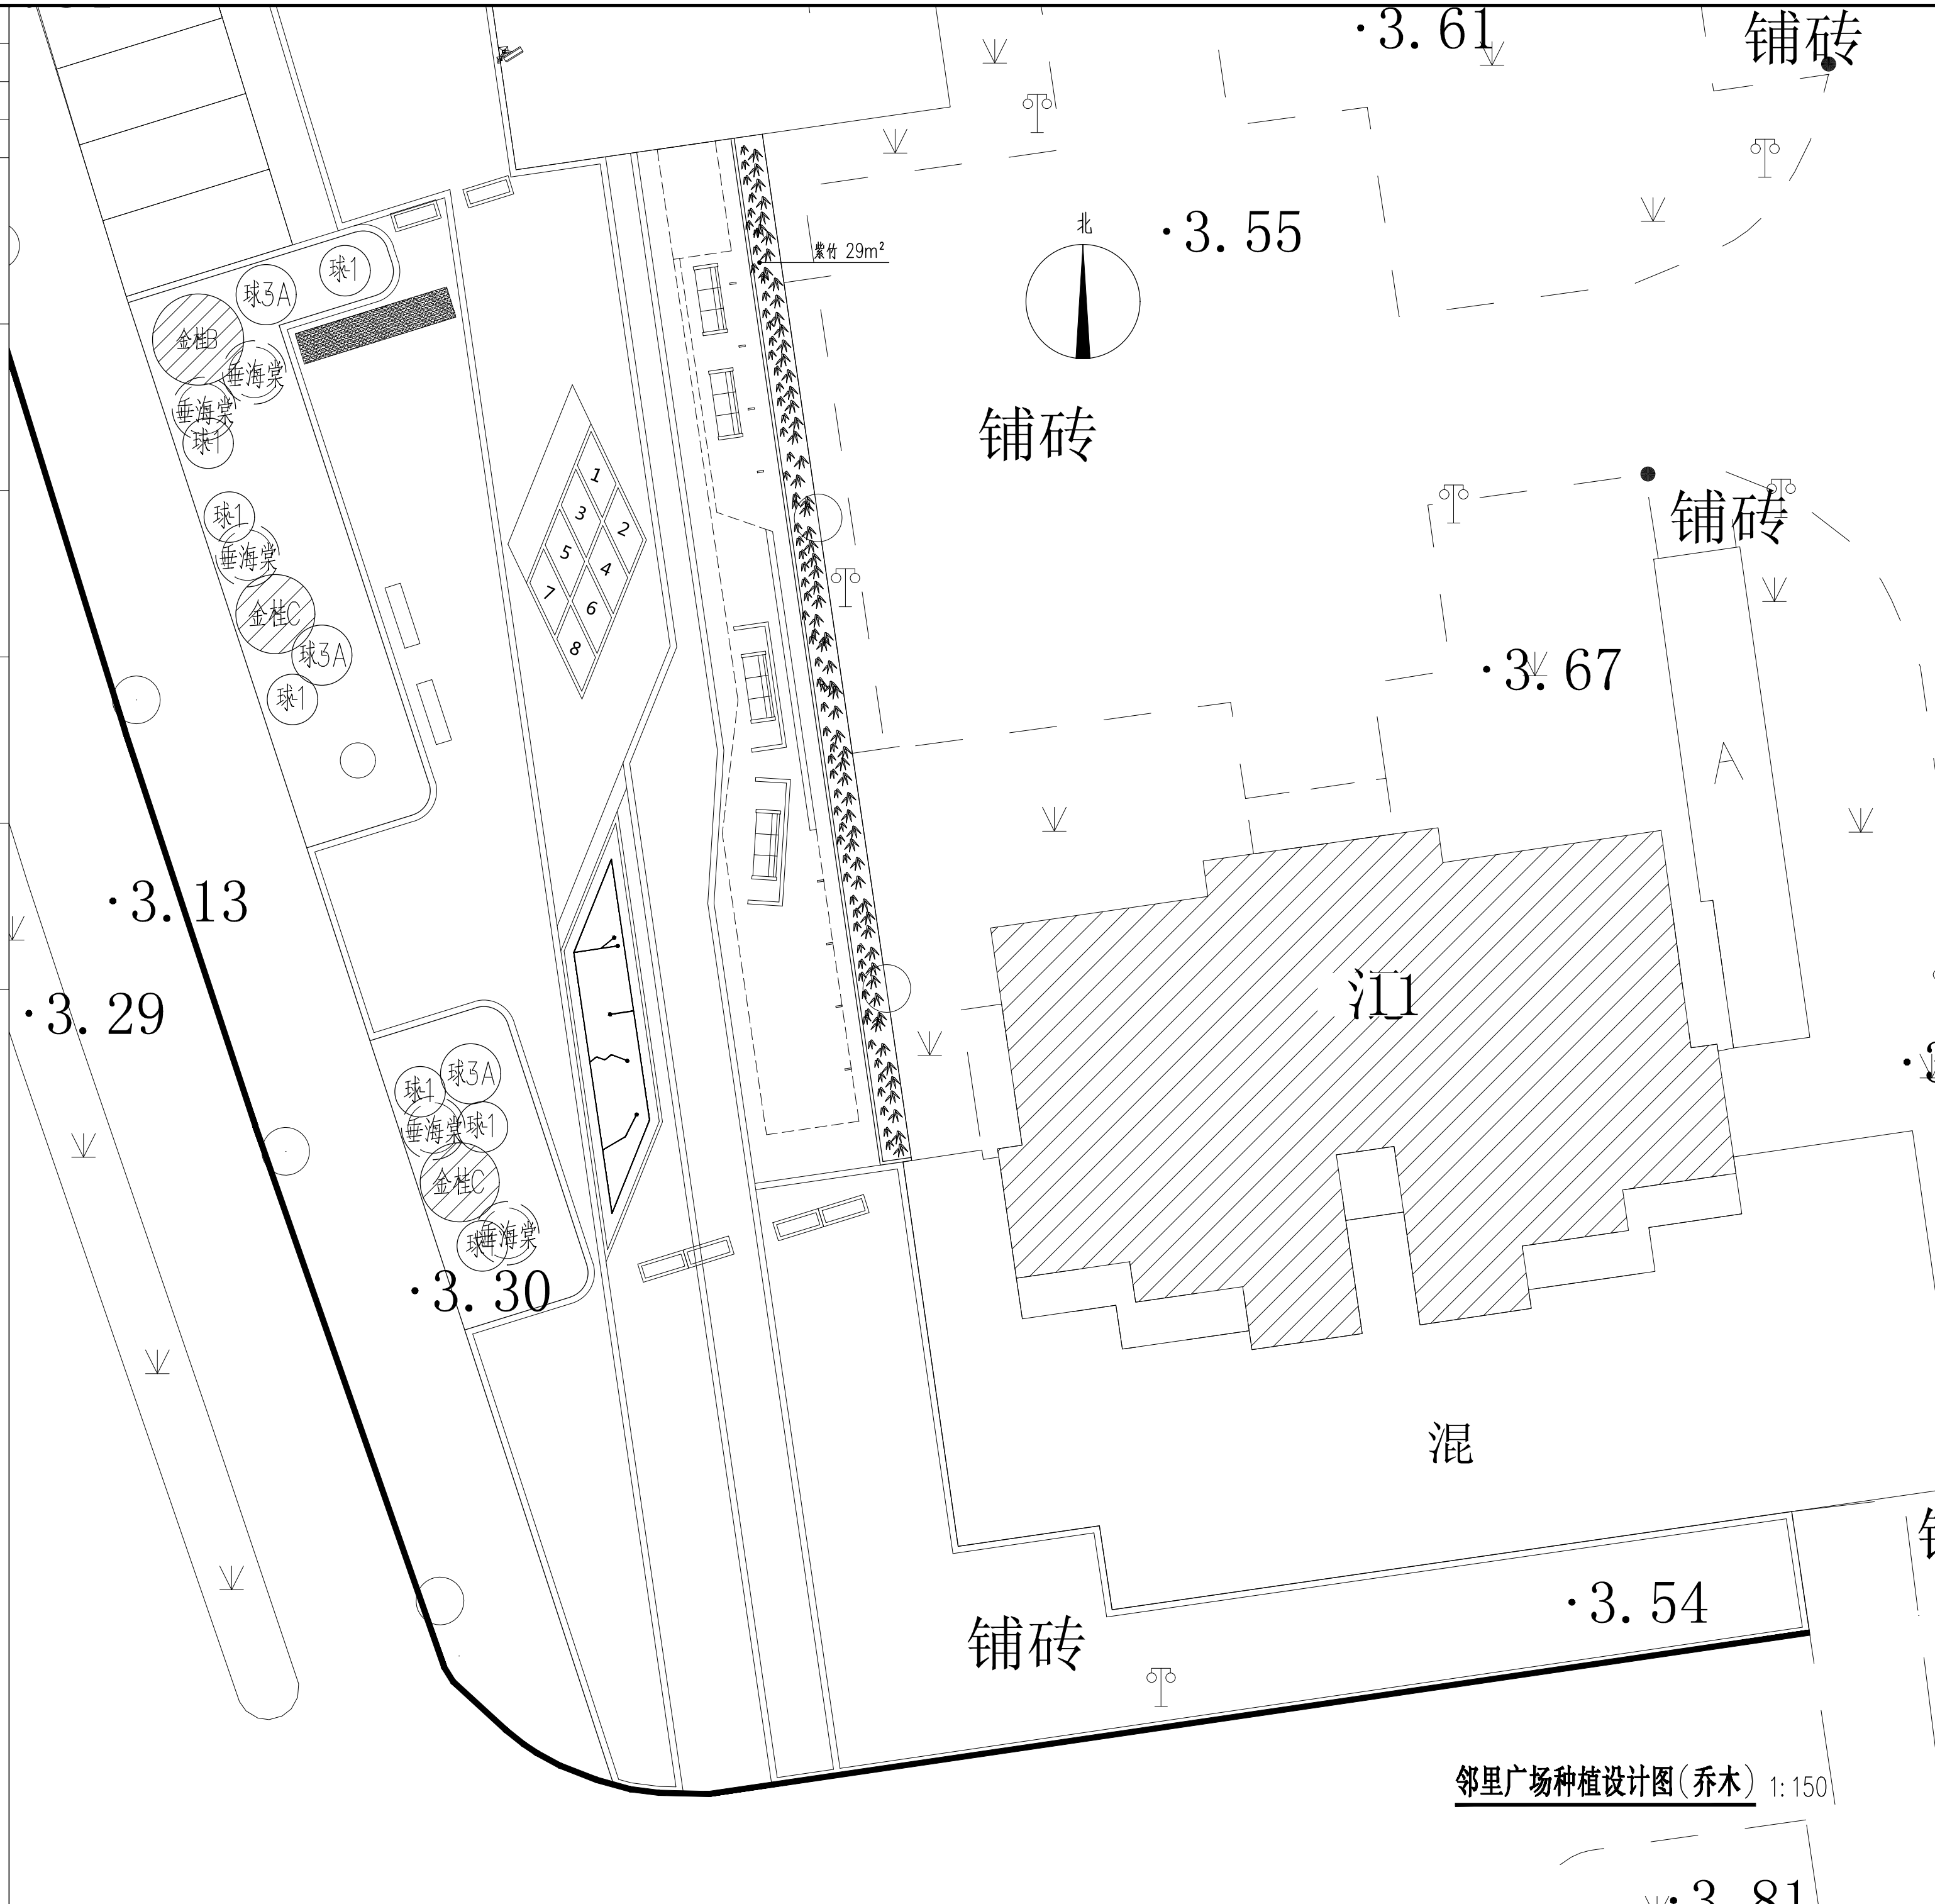 ·3.61
铺砖
北
·3.55
紫竹 29m²
球1
球3A
金桂B
垂海棠
垂海棠
球1
铺砖
1
3
2
5
4
7
6
8
球1
垂海棠
铺砖
金桂C
球3A
球1
·3.67
A
·3.13
江1
·3.29
球3A
球1
垂海棠
球1
金桂C
垂海棠
球1
·3.30
混
·3.54
铺砖
邻里广场种植设计图(乔木) 1:150
·3.81